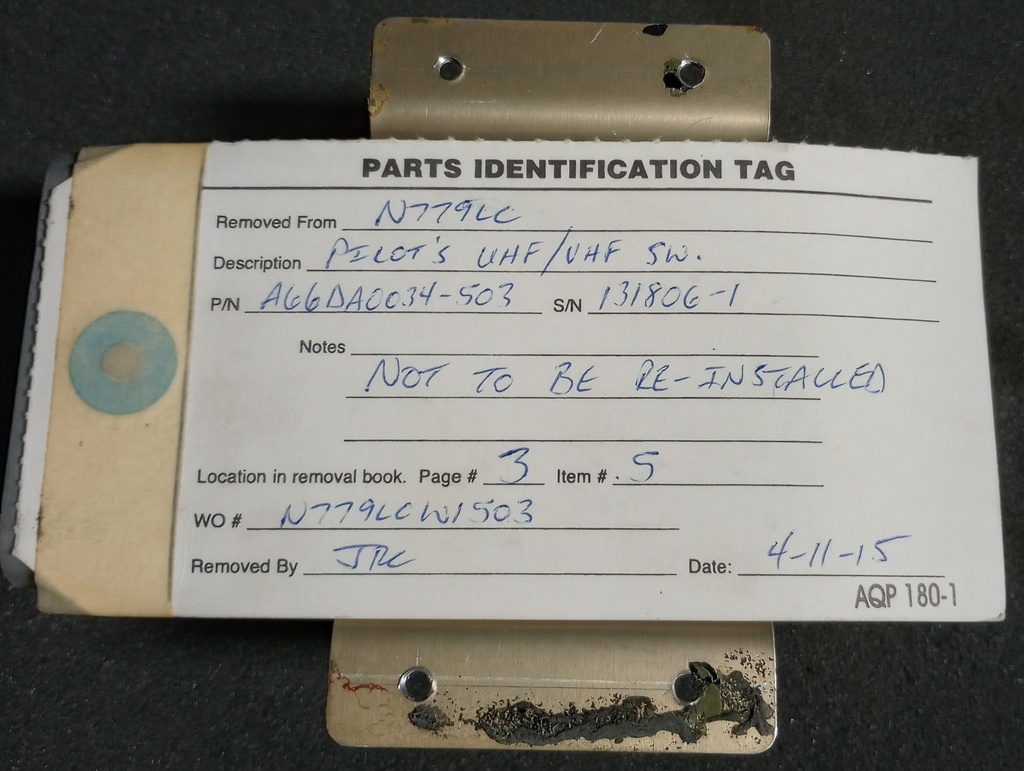 PARTS IDENTIFICATION TAG
Removed From N779LC
Description PILOT'S UHF/VHF SW.
P/N A66DA0034-503 S/N 131806-1
Notes
NOT TO BE RE-INSTALLED
Location in removal book. Page # 3 Item #. 5
WO # N779LCW1503
Removed By JRC
Date: 4-11-15
AQP 180-1